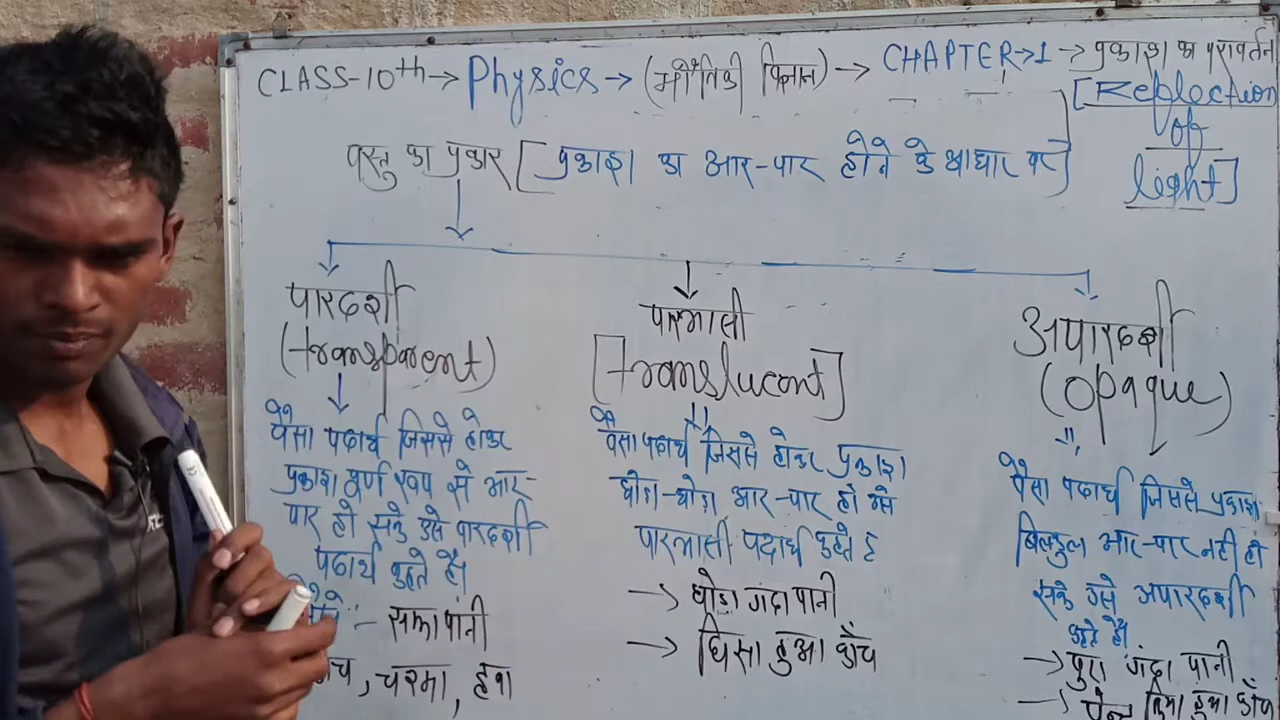 CLASS-10th→ Physics→ (भौतिकी विज्ञान) → CHAPTER→1 → प्रकाश का परावर्तन
[Reflection
of
light]
वस्तु का प्रकार [प्रकाश का आर-पार होने के आधार पर]
पारदर्शी
(transparent)
वैसा पदार्थ जिससे होकर
प्रकाश पूर्ण रूप से आर-
पार हो सके उसे पारदर्शी
पदार्थ कहते हैं।
जैसे :- साफ पानी
काँच, चश्मा, हवा
पारभासी
[translucent]
वैसा पदार्थ जिससे होकर प्रकाश
थोड़ा-थोड़ा आर-पार हो उसे
पारभासी पदार्थ कहते है
→ थोड़ा गंदा पानी
→ घिसा हुआ काँच
अपारदर्शी
(opaque)
वैसा पदार्थ जिससे प्रकाश
बिल्कुल आर-पार नहीं हो
सके उसे अपारदर्शी
कहते हैं।
→ पुरा गंदा पानी
→ पेन्ट किया हुआ काँच